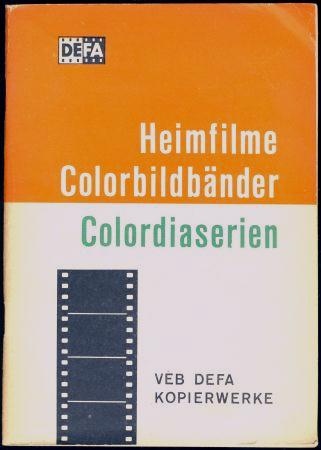 DEFA
Heimfilme
Colorbildbänder
Colordiaserien
VEB DEFA
KOPIERWERKE